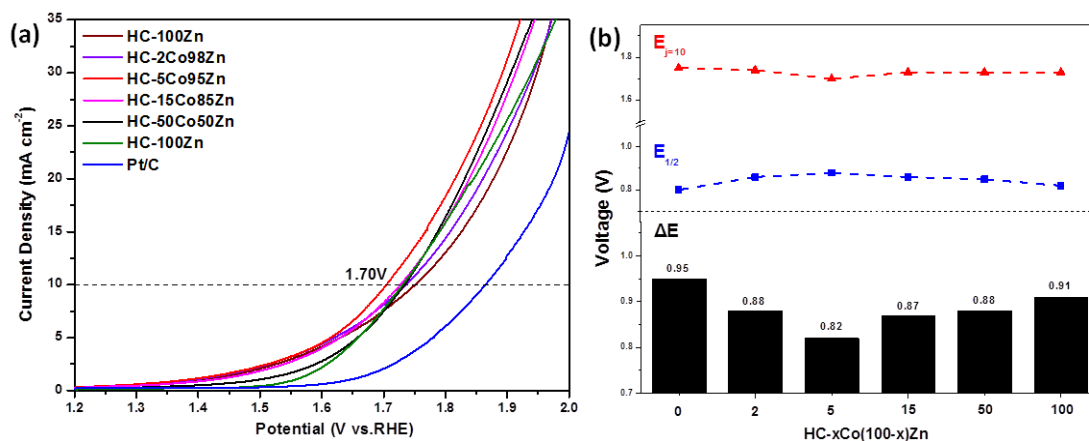 (a)
35
30
25
20
15
10
5
0
Current Density (mA cm⁻²)
HC-100Zn
HC-2Co98Zn
HC-5Co95Zn
HC-15Co85Zn
HC-50Co50Zn
HC-100Zn
Pt/C
1.70V
1.2 1.3 1.4 1.5 1.6 1.7 1.8 1.9 2.0
Potential (V vs.RHE)
(b)
Voltage (V)
1.8
1.6
1.0
0.8
1.0
0.9
0.8
0.7
E_{j=10}
E_{1/2}
ΔE
0.95
0.88
0.82
0.87
0.88
0.91
0 2 5 15 50 100
HC-xCo(100-x)Zn